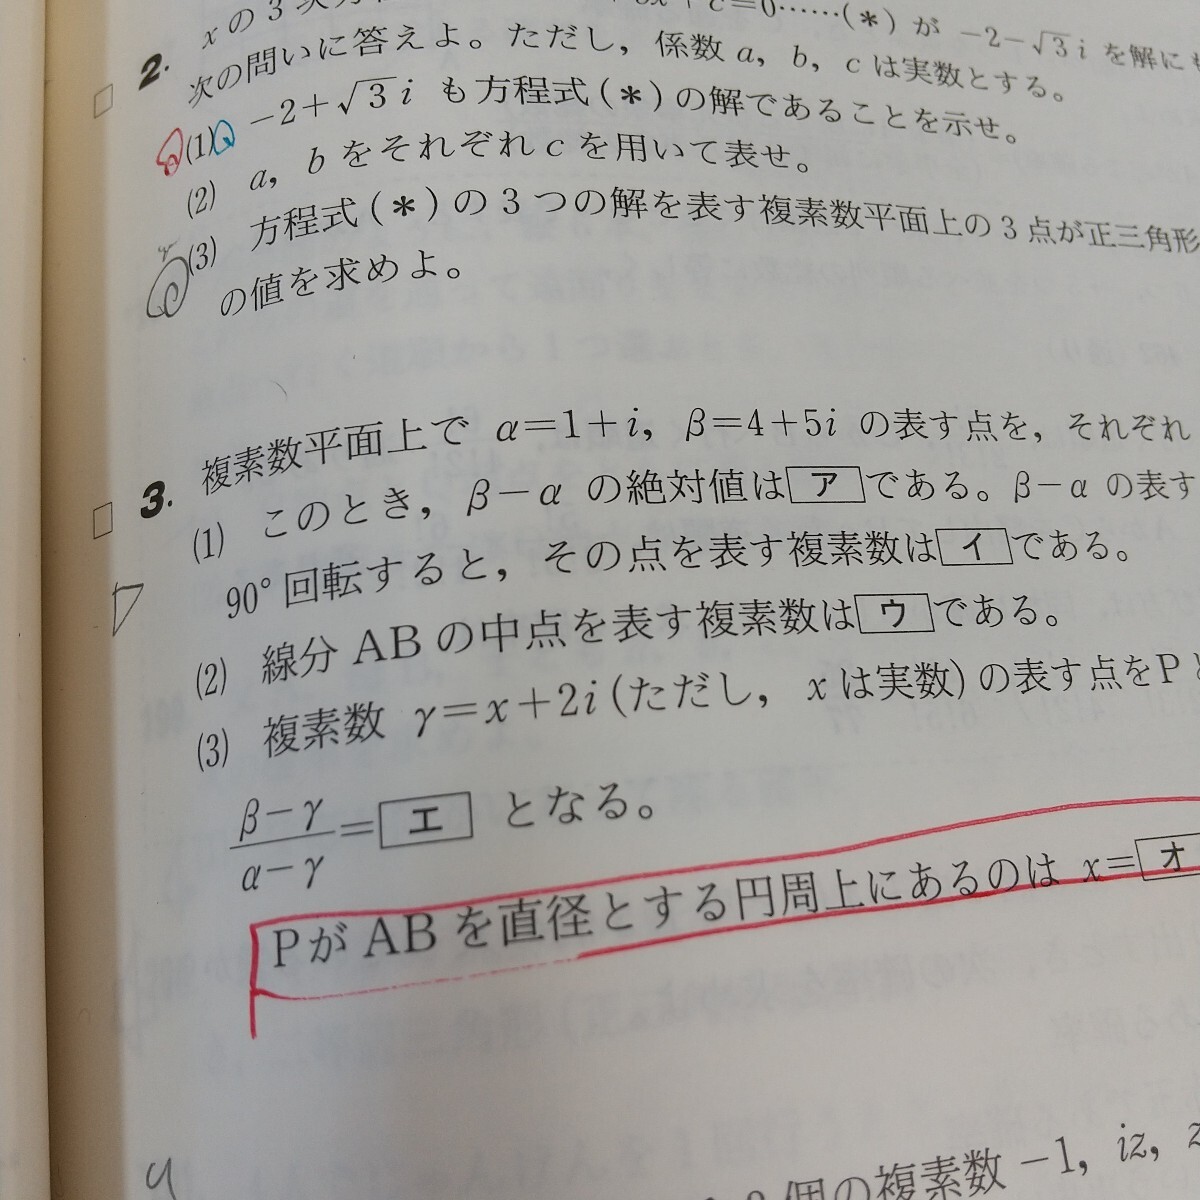 2. xの3次方 c=0……(*) が −2−√3i を解に
次の問いに答えよ。ただし，係数 a，b，c は実数とする。
(1) −2+√3i も方程式(*)の解であることを示せ。
(2) a，b をそれぞれ c を用いて表せ。
(3) 方程式(*)の3つの解を表す複素数平面上の3点が正三角形
の値を求めよ。
3. 複素数平面上で α=1+i，β=4+5i の表す点を，それぞれ
(1) このとき，β−α の絶対値は ア である。β−α の表す
90°回転すると，その点を表す複素数は イ である。
(2) 線分 AB の中点を表す複素数は ウ である。
(3) 複素数 γ=x+2i (ただし，x は実数)の表す点をP
β−γ/α−γ= エ となる。
PがABを直径とする円周上にあるのは x= オ
個の複素数 −1，iz，z